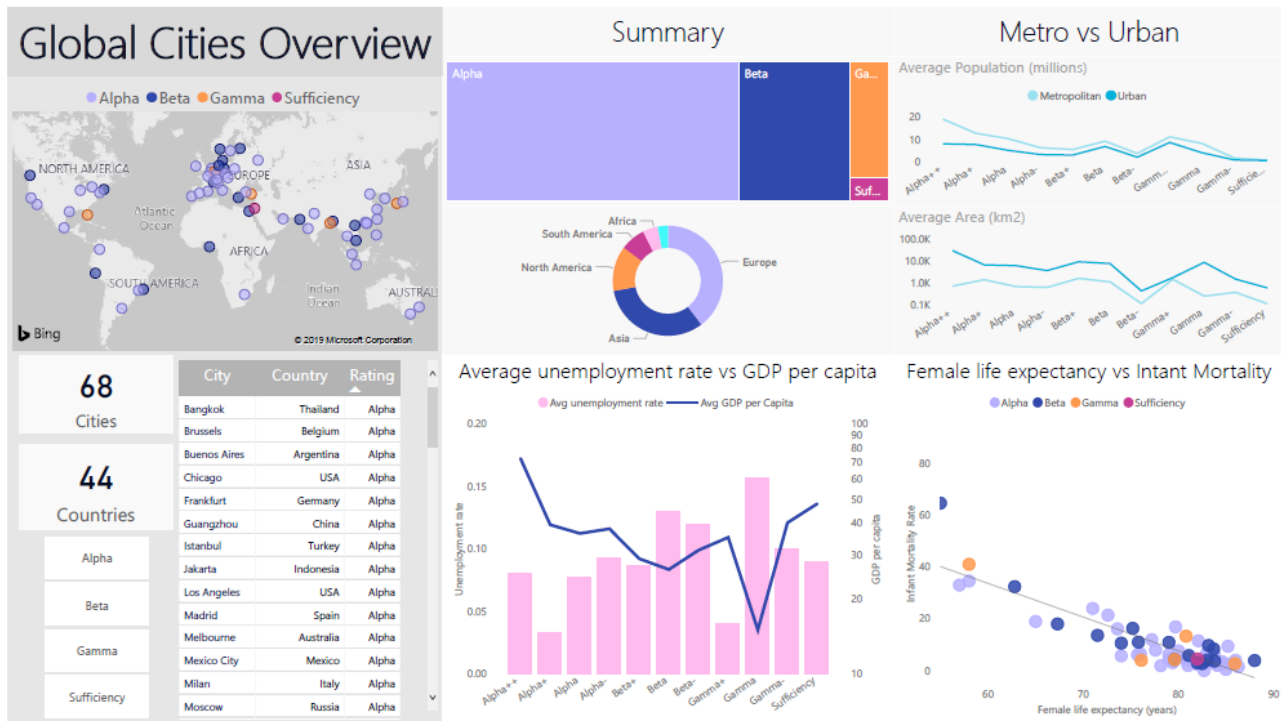 Global Cities Overview
Alpha Beta Gamma Sufficiency
NORTH AMERICA
EUROPE
ASIA
Atlantic
Ocean
AFRICA
SOUTH AMERICA
Indian
Ocean
AUSTRAL
Bing
© 2019 Microsoft Corporation
68
Cities
44
Countries
Alpha
Beta
Gamma
Sufficiency
City Country Rating
Bangkok Thailand Alpha
Brussels Belgium Alpha
Buenos Aires Argentina Alpha
Chicago USA Alpha
Frankfurt Germany Alpha
Guangzhou China Alpha
Istanbul Turkey Alpha
Jakarta Indonesia Alpha
Los Angeles USA Alpha
Madrid Spain Alpha
Melbourne Australia Alpha
Mexico City Mexico Alpha
Milan Italy Alpha
Moscow Russia Alpha
Summary
Alpha
Beta
Ga...
Suf...
Africa
South America
North America
Europe
Asia
Metro vs Urban
Average Population (millions)
Metropolitan Urban
20
10
0
Alpha++ Alpha+ Alpha Alpha- Beta+ Beta Beta- Gamm... Gamma Gamma- Sufficie...
Average Area (km2)
100.0K
10.0K
1.0K
0.1K
Alpha++ Alpha+ Alpha Alpha- Beta+ Beta Beta- Gamma+ Gamma Gamma- Sufficiency
Average unemployment rate vs GDP per capita
Avg unemployment rate Avg GDP per Capita
0.20
0.15
0.10
0.05
0.00
Unemployment rate
100
90
80
70
60
50
40
30
20
10
GDP per capita
Alpha++ Alpha+ Alpha Alpha- Beta+ Beta Beta- Gamma+ Gamma Gamma- Sufficiency
Female life expectancy vs Intant Mortality
Alpha Beta Gamma Sufficiency
80
60
40
20
0
Infant Mortality Rate
60 70 80 90
Female life expectancy (years)